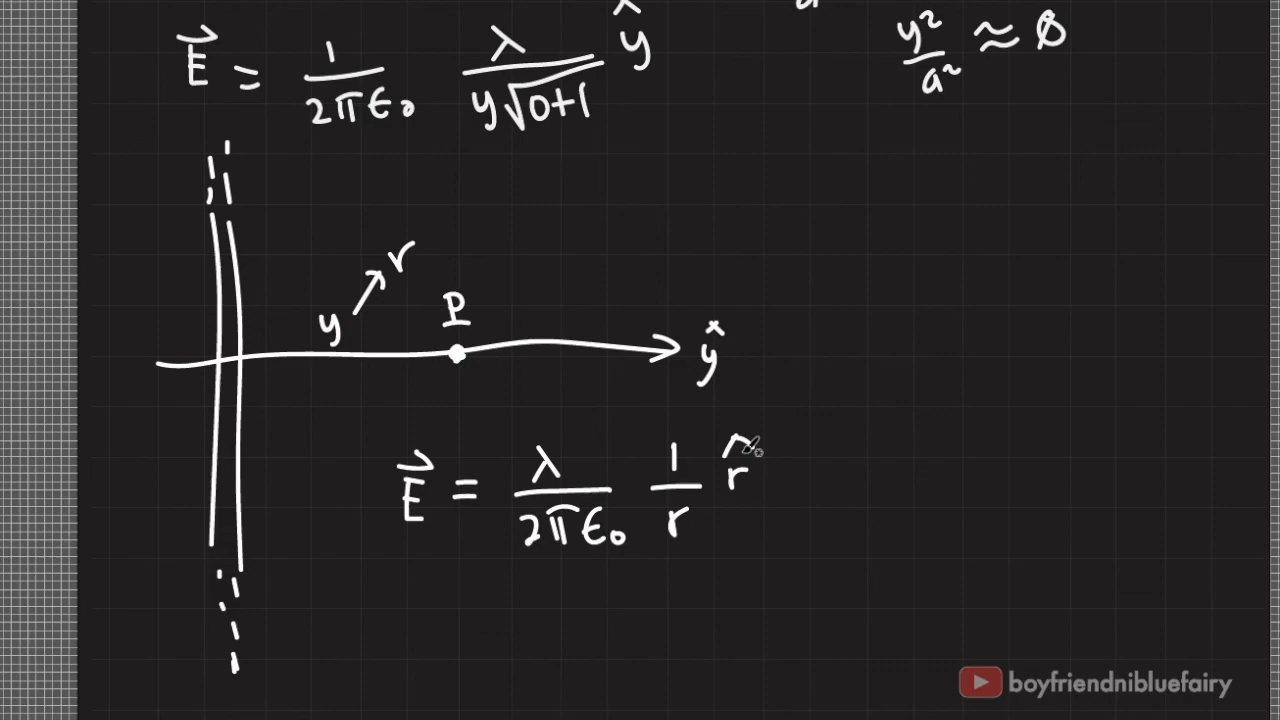 E⃗ = 1/(2πε₀) λ/(y√(0+1)) ŷ
y²/a² ≈ 0
y → r
P
ŷ
E⃗ = λ/(2πε₀) 1/r r̂
boyfriendnibluefairy